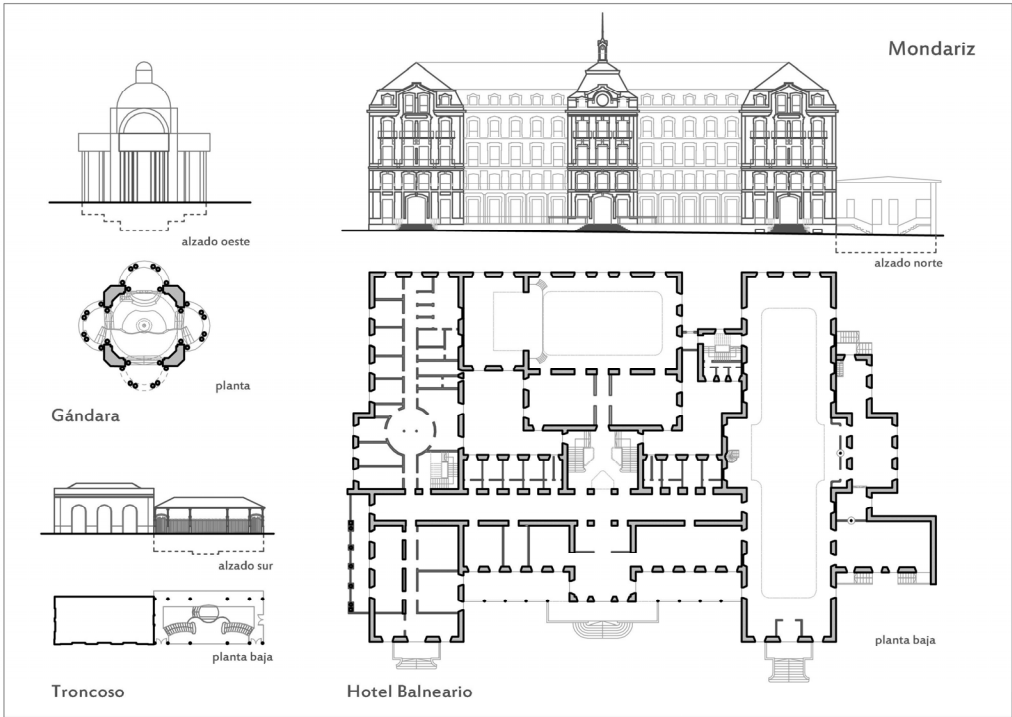 Mondariz
alzado oeste
alzado norte
planta
Gándara
alzado sur
planta baja
planta baja
Troncoso
Hotel Balneario